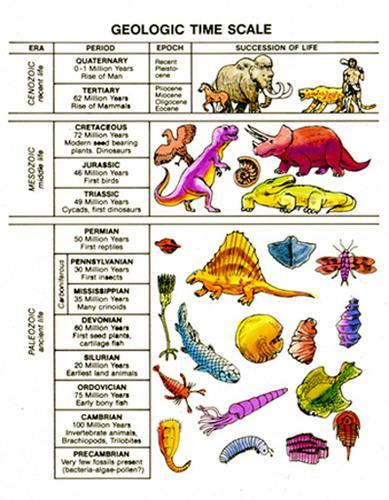 GEOLOGIC TIME SCALE
ERA PERIOD EPOCH SUCCESSION OF LIFE
CENOZOIC
recent life
QUATERNARY
0-1 Million Years
Rise of Man
Recent
Pleisto-
cene
TERTIARY
62 Million Years
Rise of Mammals
Pliocene
Miocene
Oligocene
Eocene
MESOZOIC
middle life
CRETACEOUS
72 Million Years
Modern seed bearing
plants. Dinosaurs
JURASSIC
46 Million Years
First birds
TRIASSIC
49 Million Years
Cycads, first dinosaurs
PALEOZOIC
ancient life
PERMIAN
50 Million Years
First reptiles
Carboniferous
PENNSYLVANIAN
30 Million Years
First insects
MISSISSIPPIAN
35 Million Years
Many crinoids
DEVONIAN
60 Million Years
First seed plants,
cartilage fish
SILURIAN
20 Million Years
Earliest land animals
ORDOVICIAN
75 Million Years
Early bony fish
CAMBRIAN
100 Million Years
Invertebrate animals,
Brachiopods, Trilobites
PRECAMBRIAN
Very few fossils present
(bacteria-algae-pollen?)